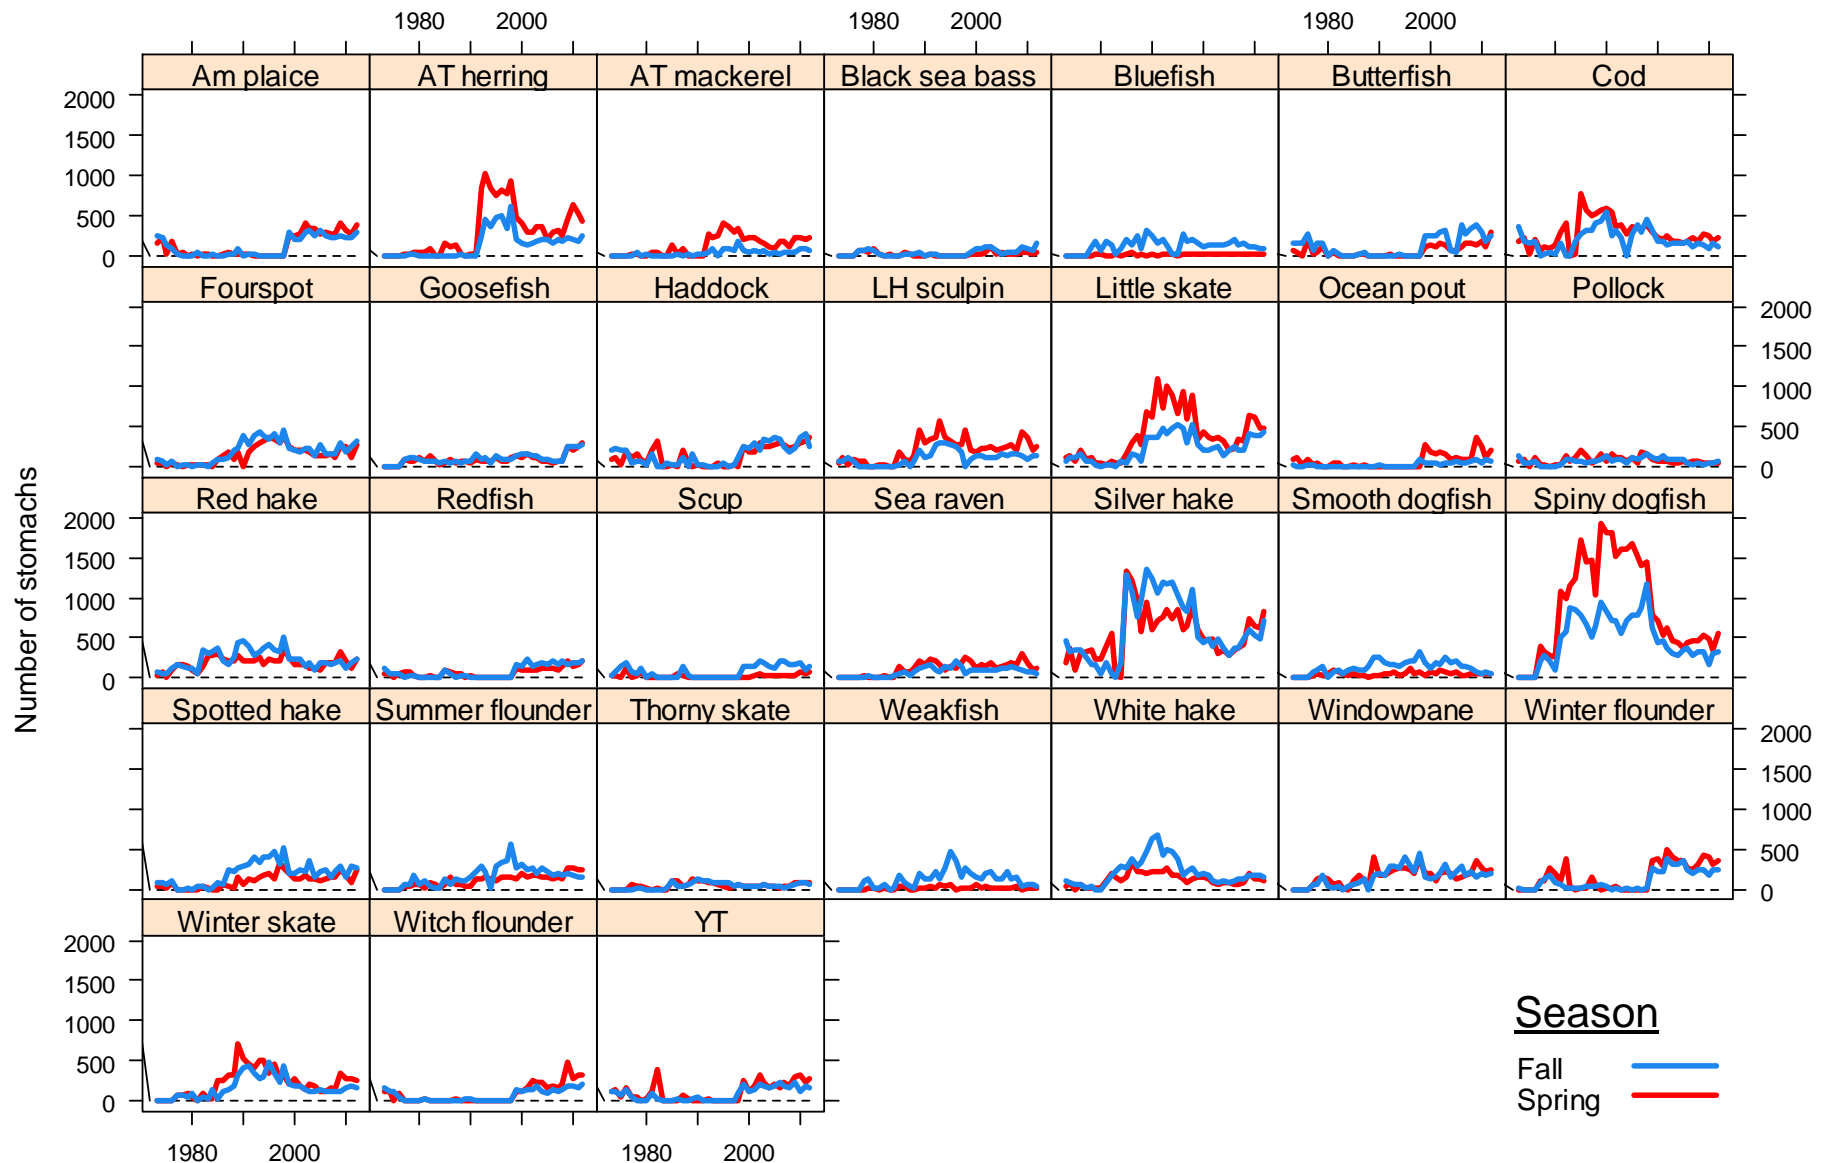 1980 2000 1980 2000 1980 2000
Am plaice AT herring AT mackerel Black sea bass Bluefish Butterfish Cod
2000
1500
1000
500
0
Fourspot Goosefish Haddock LH sculpin Little skate Ocean pout Pollock
2000
1500
1000
500
0
Red hake Redfish Scup Sea raven Silver hake Smooth dogfish Spiny dogfish
2000
1500
1000
500
0
Spotted hake Summer flounder Thorny skate Weakfish White hake Windowpane Winter flounder
2000
1500
1000
500
0
Winter skate Witch flounder YT
2000
1500
1000
500
0
1980 2000 1980 2000
Number of stomachs
Season
Fall
Spring